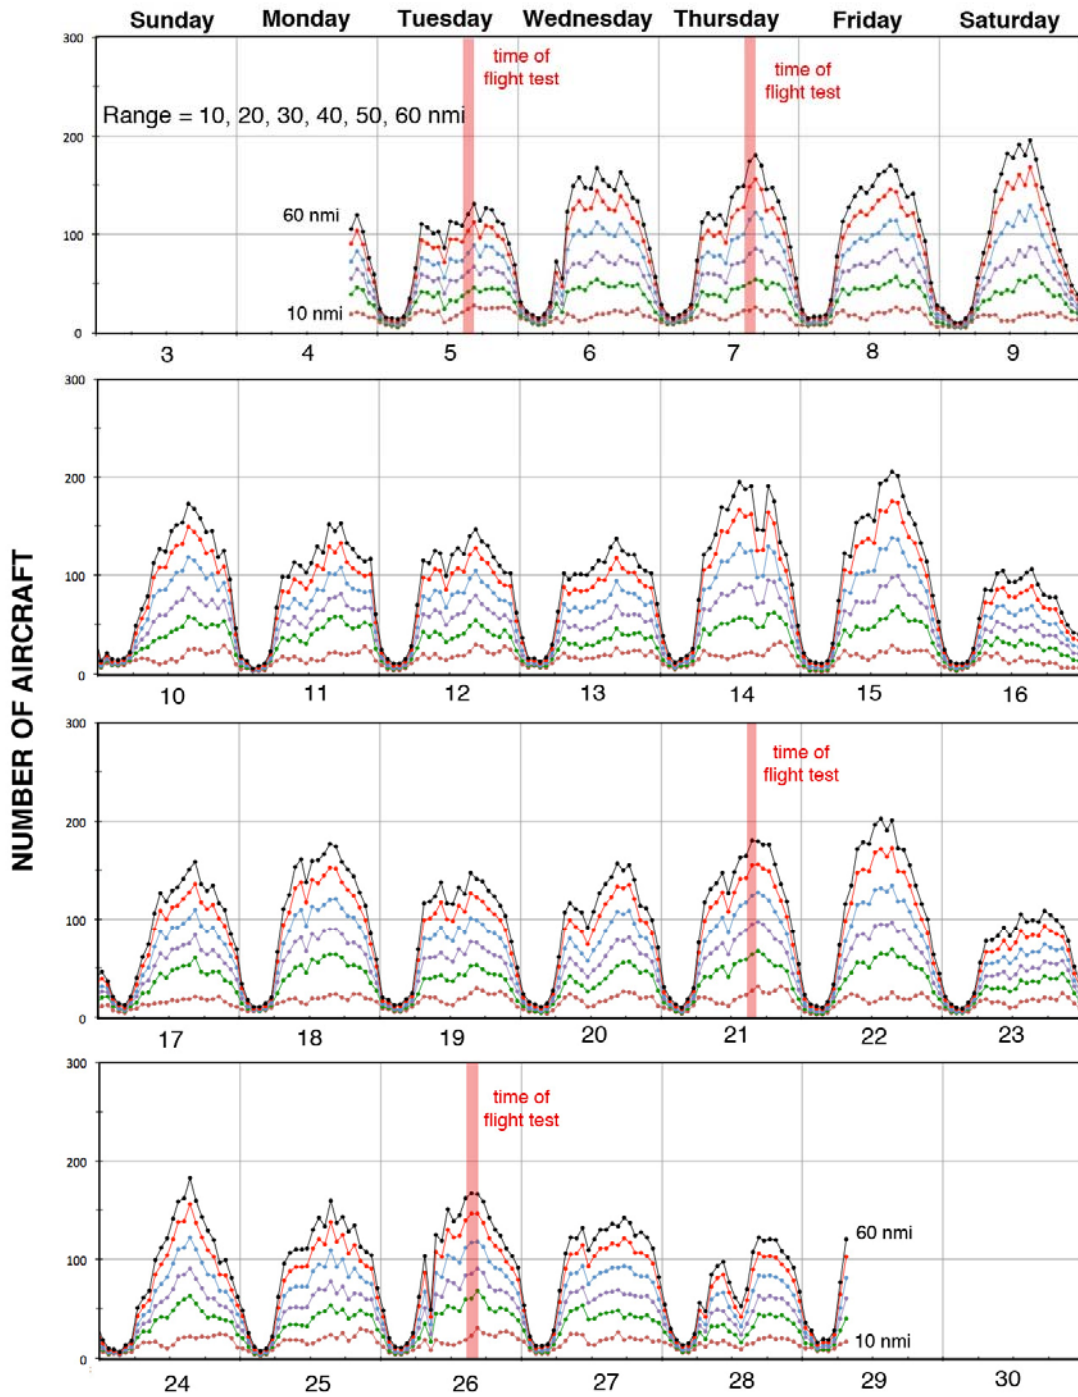 Sunday Monday Tuesday Wednesday Thursday Friday Saturday
300
time of
flight test
time of
flight test
Range = 10, 20, 30, 40, 50, 60 nmi
200
60 nmi
100
10 nmi
0
3 4 5 6 7 8 9
300
200
100
0
10 11 12 13 14 15 16
NUMBER OF AIRCRAFT
300
time of
flight test
200
100
0
17 18 19 20 21 22 23
300
time of
flight test
200
60 nmi
100
10 nmi
0
24 25 26 27 28 29 30